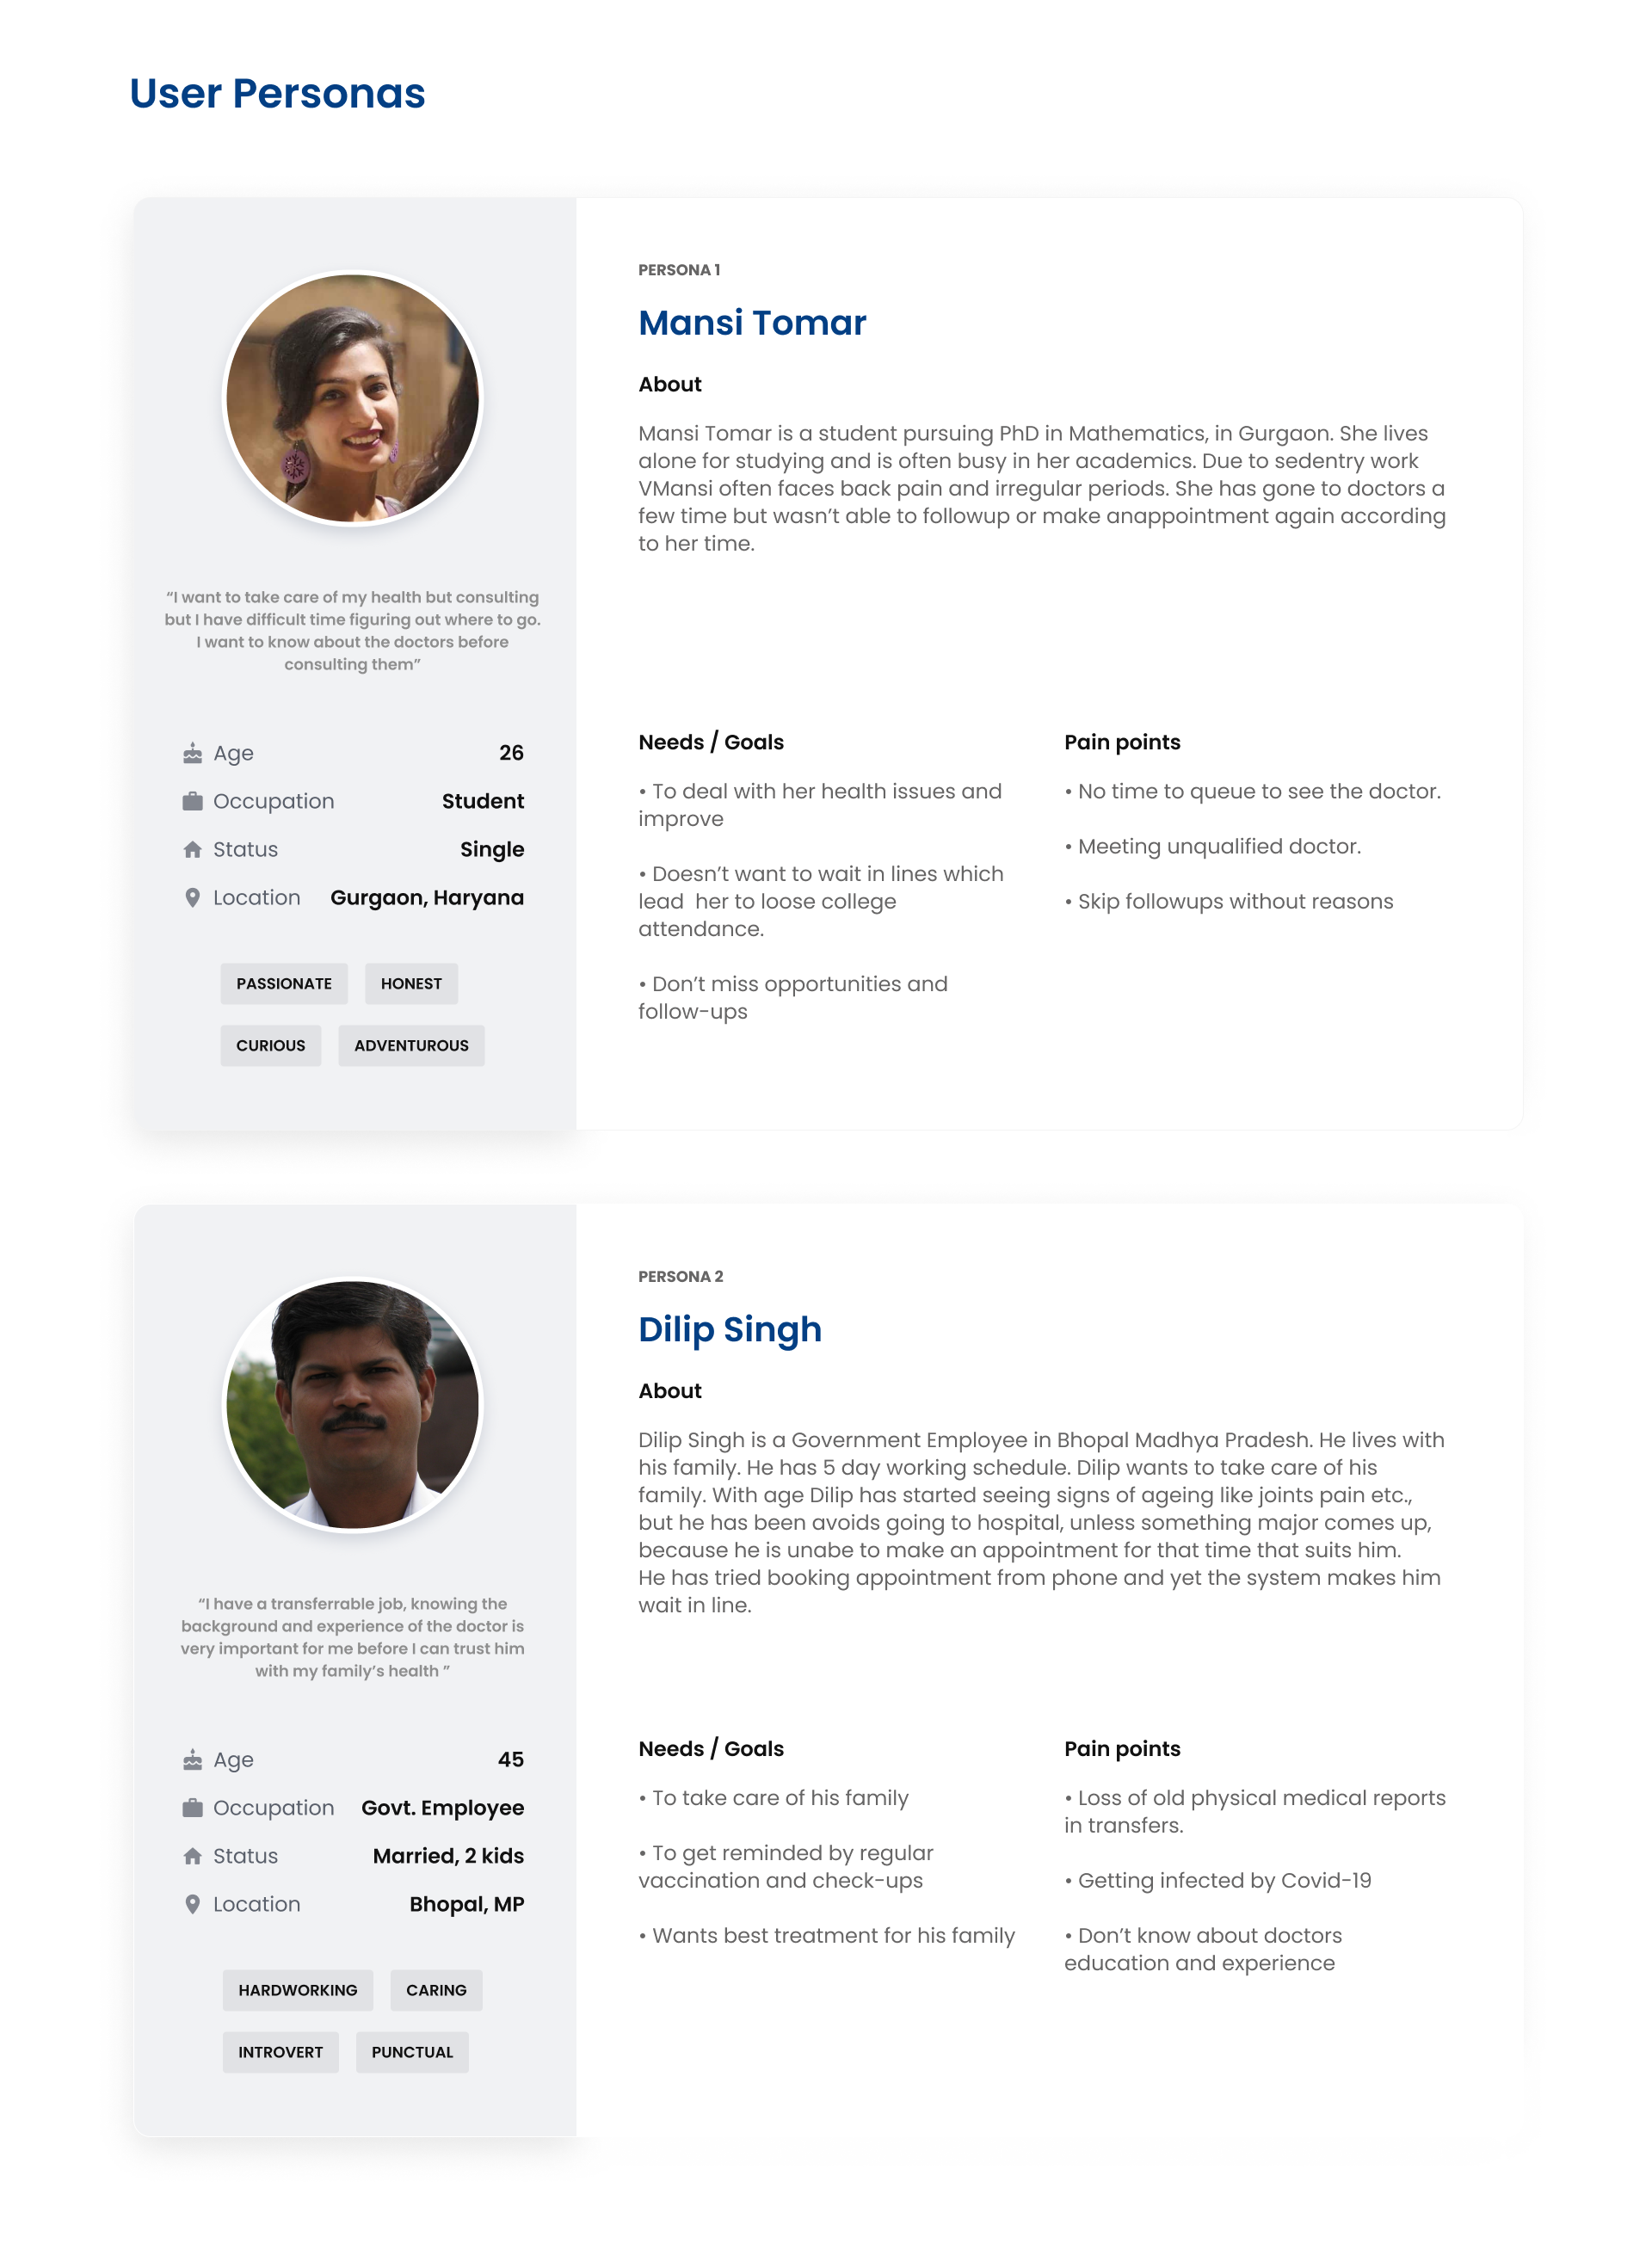 User Personas
“I want to take care of my health but consulting
but I have difficult time figuring out where to go.
I want to know about the doctors before
consulting them”
Age 26
Occupation Student
Status Single
Location Gurgaon, Haryana
PASSIONATE HONEST
CURIOUS ADVENTUROUS
PERSONA 1
Mansi Tomar
About
Mansi Tomar is a student pursuing PhD in Mathematics, in Gurgaon. She lives
alone for studying and is often busy in her academics. Due to sedentry work
VMansi often faces back pain and irregular periods. She has gone to doctors a
few time but wasn’t able to followup or make anappointment again according
to her time.
Needs / Goals
• To deal with her health issues and
improve
• Doesn’t want to wait in lines which
lead  her to loose college
attendance.
• Don’t miss opportunities and
follow-ups
Pain points
• No time to queue to see the doctor.
• Meeting unqualified doctor.
• Skip followups without reasons
“I have a transferrable job, knowing the
background and experience of the doctor is
very important for me before I can trust him
with my family’s health ”
Age 45
Occupation Govt. Employee
Status Married, 2 kids
Location Bhopal, MP
HARDWORKING CARING
INTROVERT PUNCTUAL
PERSONA 2
Dilip Singh
About
Dilip Singh is a Government Employee in Bhopal Madhya Pradesh. He lives with
his family. He has 5 day working schedule. Dilip wants to take care of his
family. With age Dilip has started seeing signs of ageing like joints pain etc.,
but he has been avoids going to hospital, unless something major comes up,
because he is unabe to make an appointment for that time that suits him.
He has tried booking appointment from phone and yet the system makes him
wait in line.
Needs / Goals
• To take care of his family
• To get reminded by regular
vaccination and check-ups
• Wants best treatment for his family
Pain points
• Loss of old physical medical reports
in transfers.
• Getting infected by Covid-19
• Don’t know about doctors
education and experience